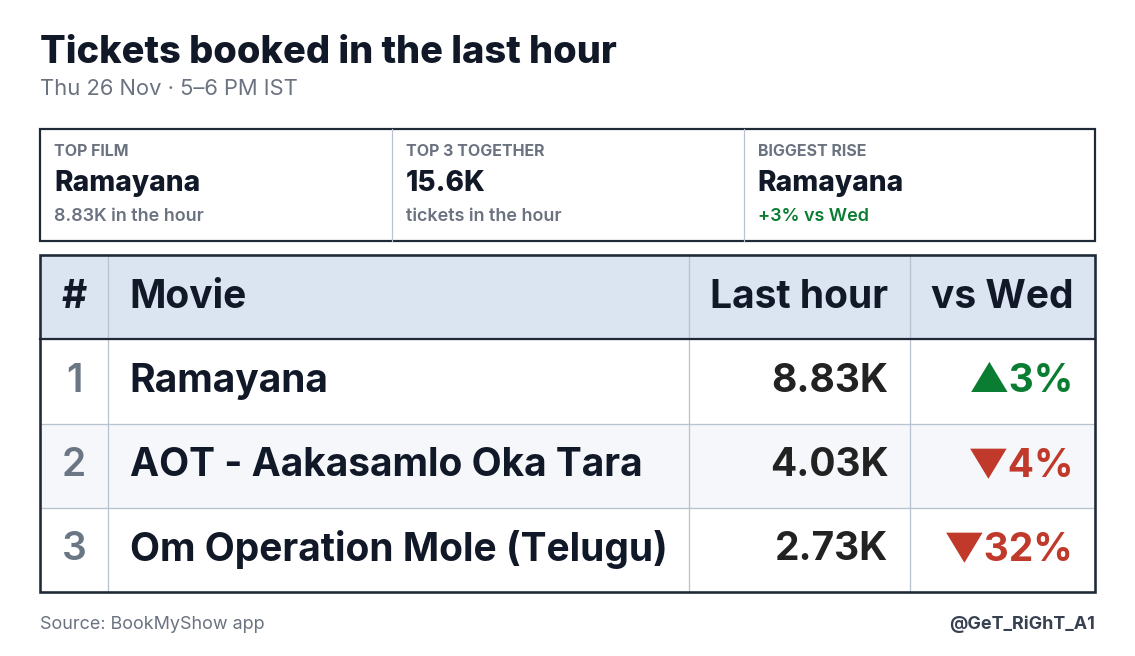 Tickets booked in the last hour
Thu 26 Nov · 5–6 PM IST
TOP FILM
Ramayana
8.83K in the hour
TOP 3 TOGETHER
15.6K
tickets in the hour
BIGGEST RISE
Ramayana
+3% vs Wed
# Movie Last hour vs Wed
1 Ramayana 8.83K ▲3%
2 AOT - Aakasamlo Oka Tara 4.03K ▼4%
3 Om Operation Mole (Telugu) 2.73K ▼32%
Source: BookMyShow app
@GeT_RiGhT_A1